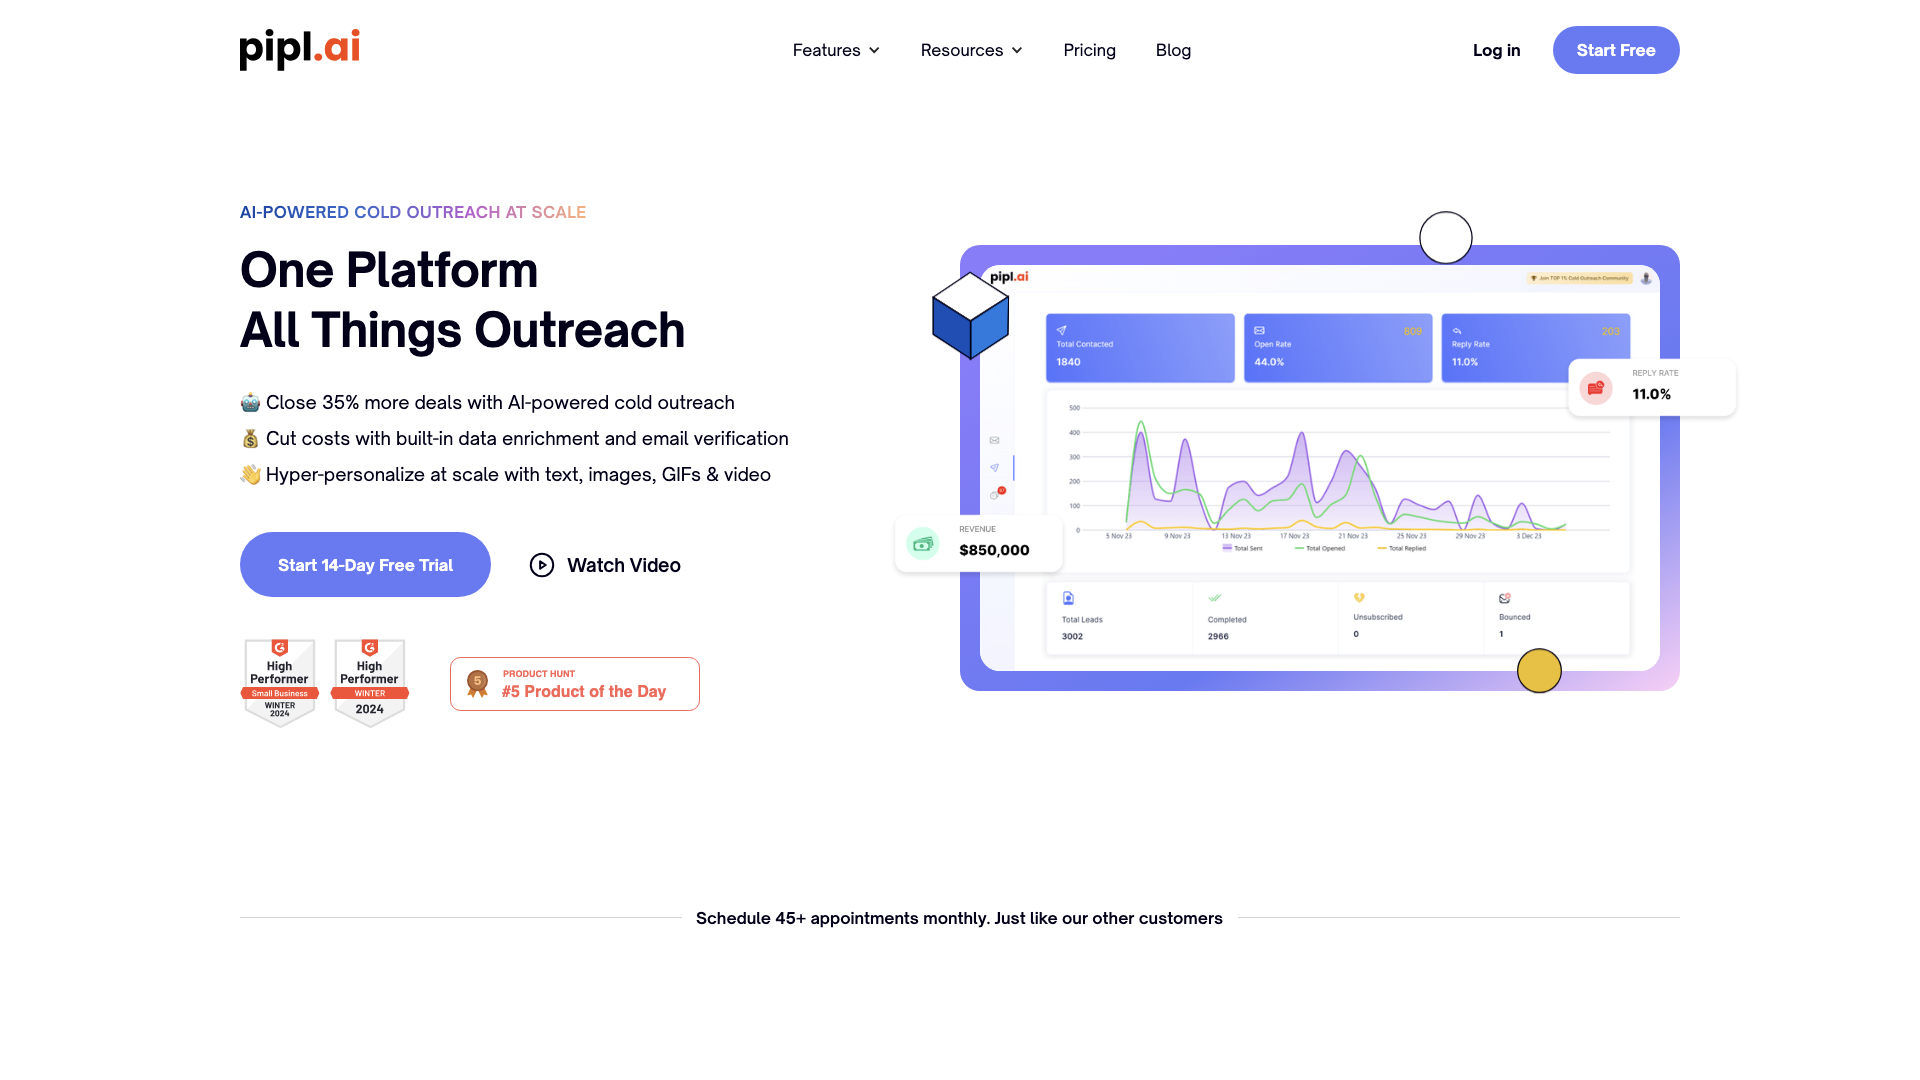 pipl.ai
Features
Resources
Pricing
Blog
Log in
Start Free
AI-POWERED COLD OUTREACH AT SCALE
One Platform
All Things Outreach
🤖 Close 35% more deals with AI-powered cold outreach
💰 Cut costs with built-in data enrichment and email verification
👋 Hyper-personalize at scale with text, images, GIFs & video
Start 14-Day Free Trial
Watch Video
High
Performer
Small Business
WINTER
2024
High
Performer
WINTER
2024
5
PRODUCT HUNT
#5 Product of the Day
pipl.ai
Join TOP 1% Cold Outreach Community
Total Contacted
1840
Open Rate
809
44.0%
Reply Rate
203
11.0%
REPLY RATE
11.0%
500
400
300
200
100
0
5 Nov 23
9 Nov 23
13 Nov 23
17 Nov 23
21 Nov 23
25 Nov 23
29 Nov 23
3 Dec 23
Total Sent
Total Opened
Total Replied
REVENUE
$850,000
Total Leads
3002
Completed
2966
Unsubscribed
0
Bounced
1
Schedule 45+ appointments monthly. Just like our other customers